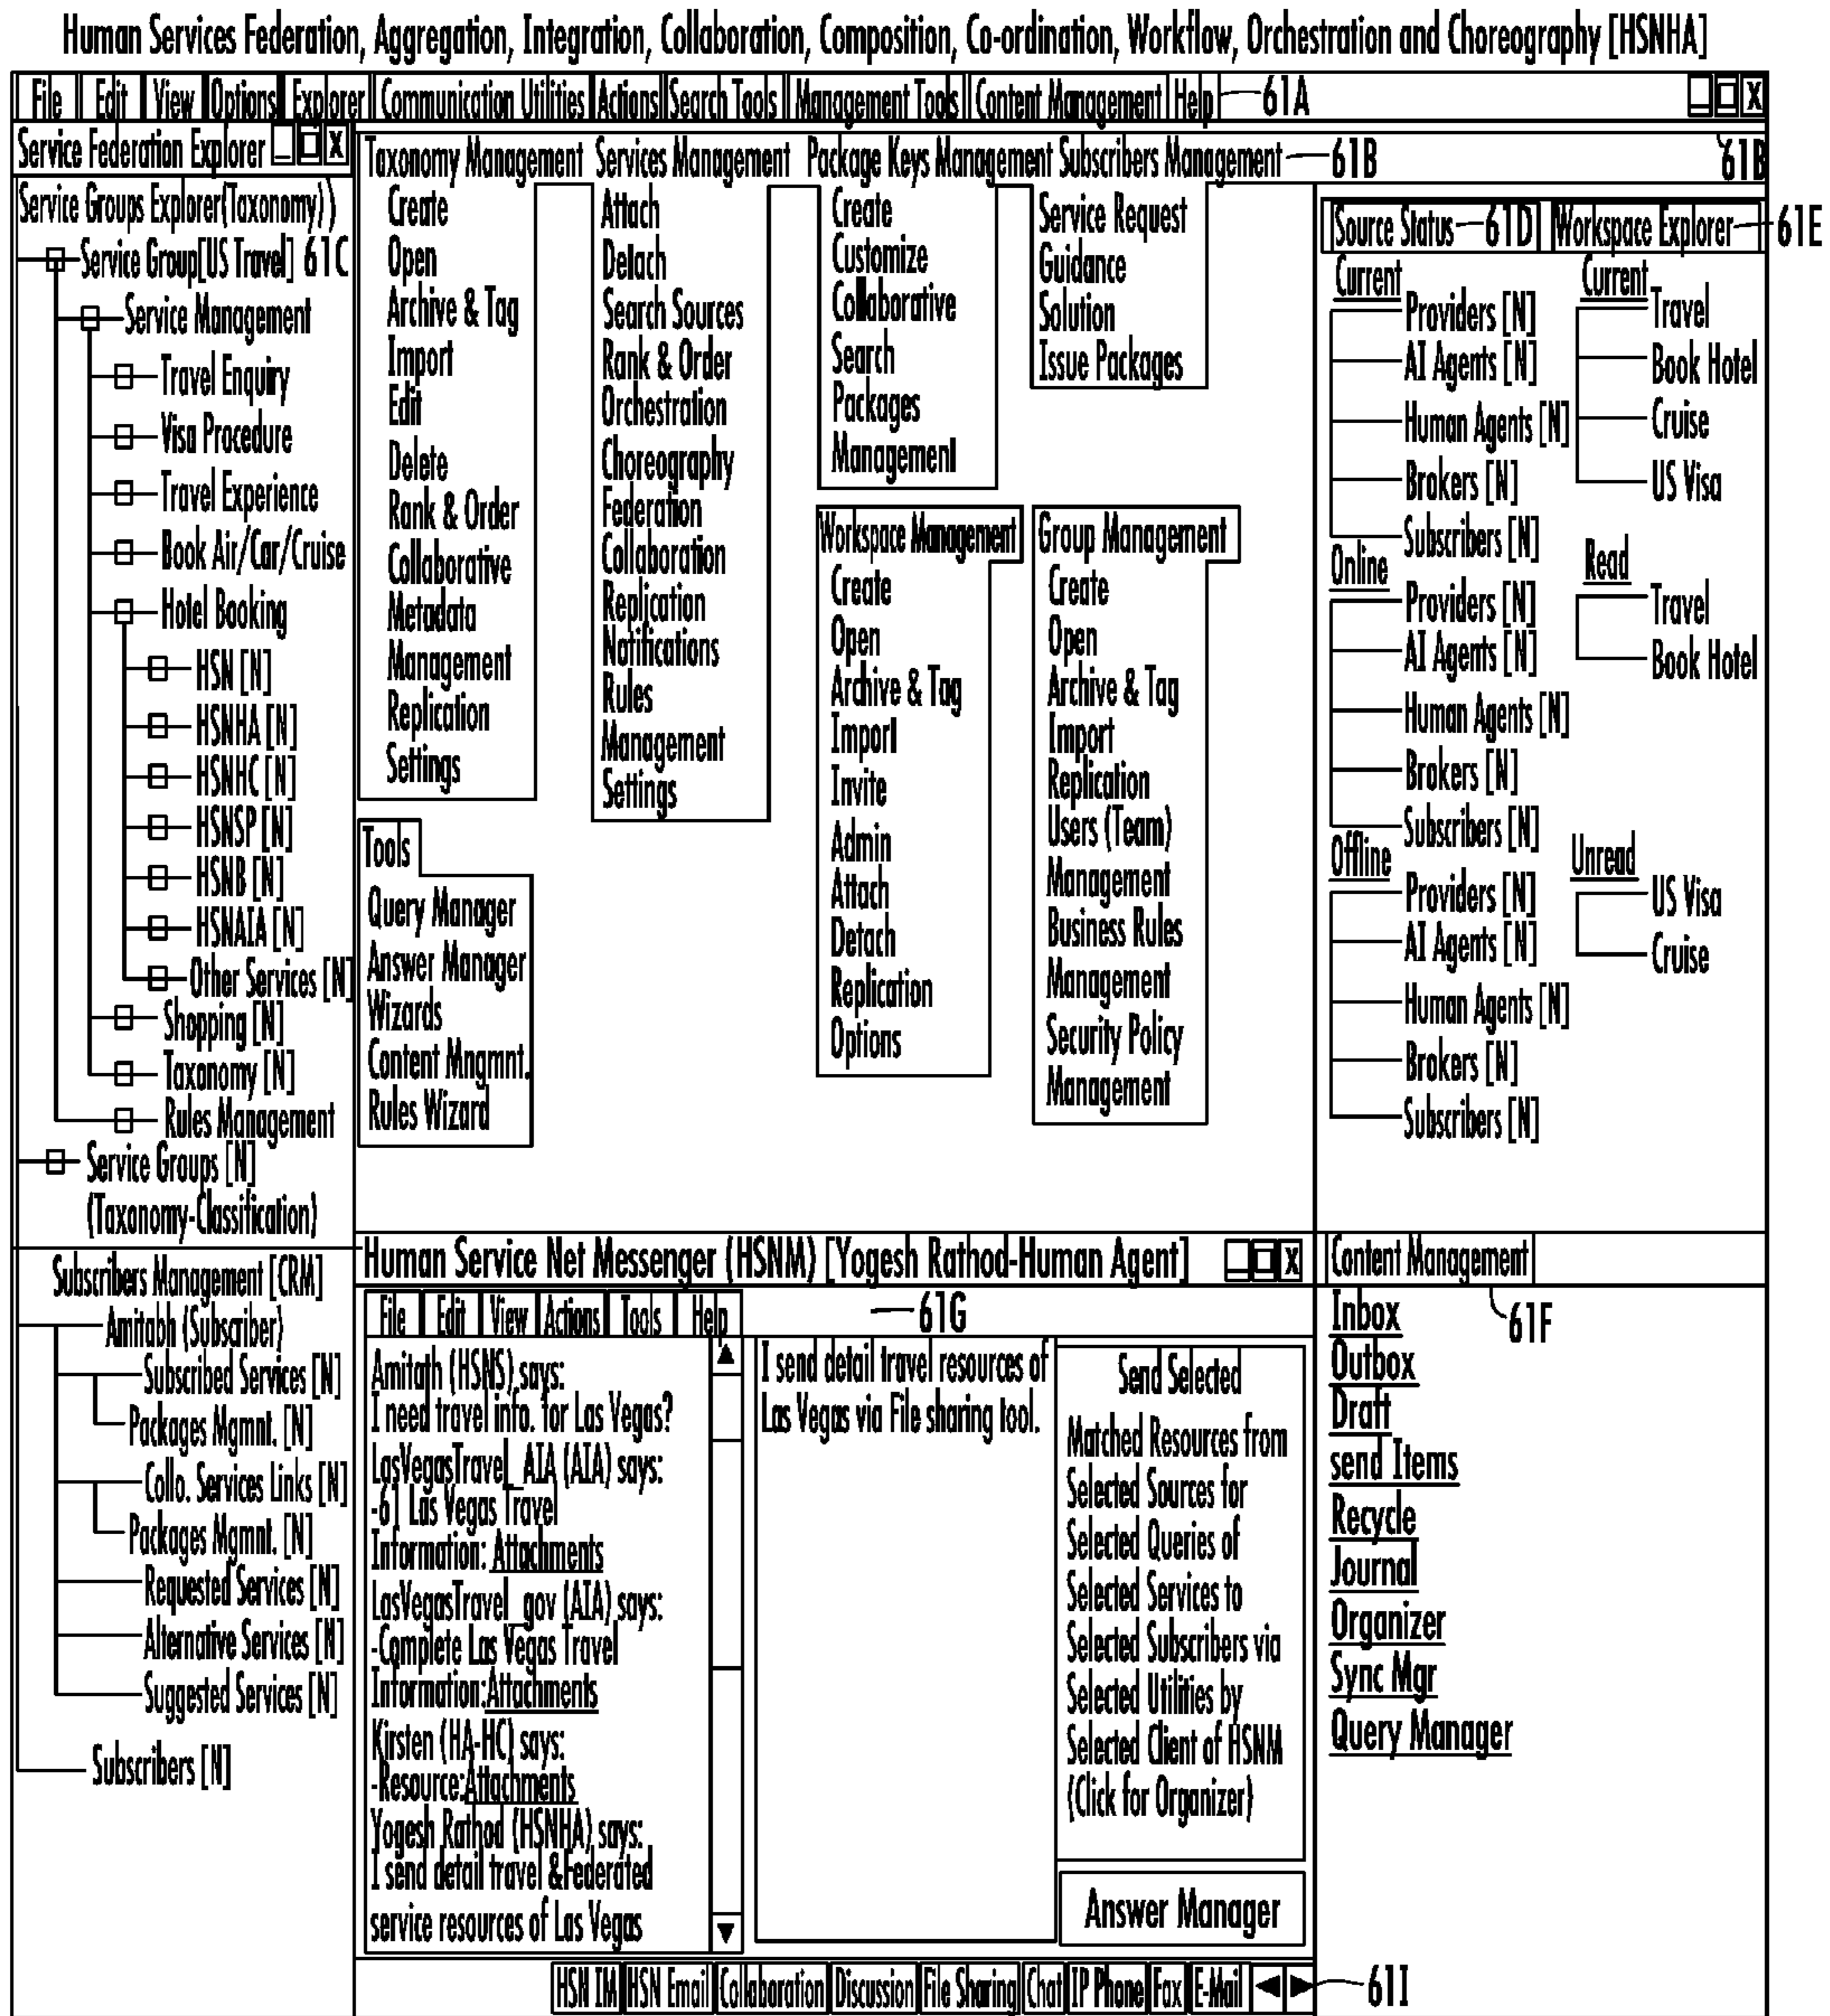 Human Services Federation, Aggregation, Integration, Collaboration, Composition, Co-ordination, Workflow, Orchestration and Choreography [HSNHA]
File Edit View Options Explorer Communication Utilities Actions Search Tools Management Tools Content Management Help 61A X
Service Federation Explorer X
Service Groups Explorer(Taxonomy))
Service Group[US Travel] 61C
Service Management
Travel Enquiry
Visa Procedure
Travel Experience
Book Air/Car/Cruise
Hotel Booking
HSN [N]
HSNHA [N]
HSNHC [N]
HSNSP [N]
HSNB [N]
HSNAIA [N]
Other Services [N]
Shopping [N]
Taxonomy [N]
Rules Management
Service Groups [N]
(Taxonomy-Classification)
Subscribers Management [CRM]
Amitabh (Subscriber)
Subscribed Services [N]
Packages Mgmnt. [N]
Collo. Services Links [N]
Packages Mgmnt. [N]
Requested Services [N]
Alternative Services [N]
Suggested Services [N]
Subscribers [N]
Taxonomy Management Services Management Package Keys Management Subscribers Management 61B 61B
Create
Open
Archive & Tag
Import
Edit
Delete
Rank & Order
Collaborative
Metadata
Management
Replication
Settings
Attach
Detach
Search Sources
Rank & Order
Orchestration
Choreography
Federation
Collaboration
Replication
Notifications
Rules
Management
Settings
Create
Customize
Collaborative
Search
Packages
Management
Service Request
Guidance
Solution
Issue Packages
Tools
Query Manager
Answer Manager
Wizards
Content Mngmnt.
Rules Wizard
Workspace Management
Create
Open
Archive & Tag
Import
Invite
Admin
Attach
Detach
Replication
Options
Group Management
Create
Open
Archive & Tag
Import
Replication
Users (Team)
Management
Business Rules
Management
Security Policy
Management
Source Status 61D
Current
Providers [N]
AI Agents [N]
Human Agents [N]
Brokers [N]
Subscribers [N]
Online
Providers [N]
AI Agents [N]
Human Agents [N]
Brokers [N]
Subscribers [N]
Offline
Providers [N]
AI Agents [N]
Human Agents [N]
Brokers [N]
Subscribers [N]
Workspace Explorer 61E
Current
Travel
Book Hotel
Cruise
US Visa
Read
Travel
Book Hotel
Unread
US Visa
Cruise
Human Service Net Messenger (HSNM) [Yogesh Rathod-Human Agent] X
File Edit View Actions Tools Help 61G
Amitath (HSNS) says:
I need travel info. for Las Vegas?
LasVegasTravel_AIA (AIA) says:
-61 Las Vegas Travel
Information: Attachments
LasVegasTravel_gov (AIA) says:
-Complete Las Vegas Travel
Information:Attachments
Kirsten (HA-HC) says:
-Resource:Attachments
Yogesh Rathod (HSNHA) says:
I send detail travel &Federated
service resources of Las Vegas
I send detail travel resources of
Las Vegas via File sharing tool.
Send Selected
Matched Resources from
Selected Sources for
Selected Queries of
Selected Services to
Selected Subscribers via
Selected Utilities by
Selected Client of HSNM
(Click for Organizer)
Answer Manager
HSN IM HSN Email Collaboration Discussion File Sharing Chat IP Phone Fax E-Mail 61I
Content Management
61F
Inbox
Outbox
Draft
send Items
Recycle
Journal
Organizer
Sync Mgr
Query Manager